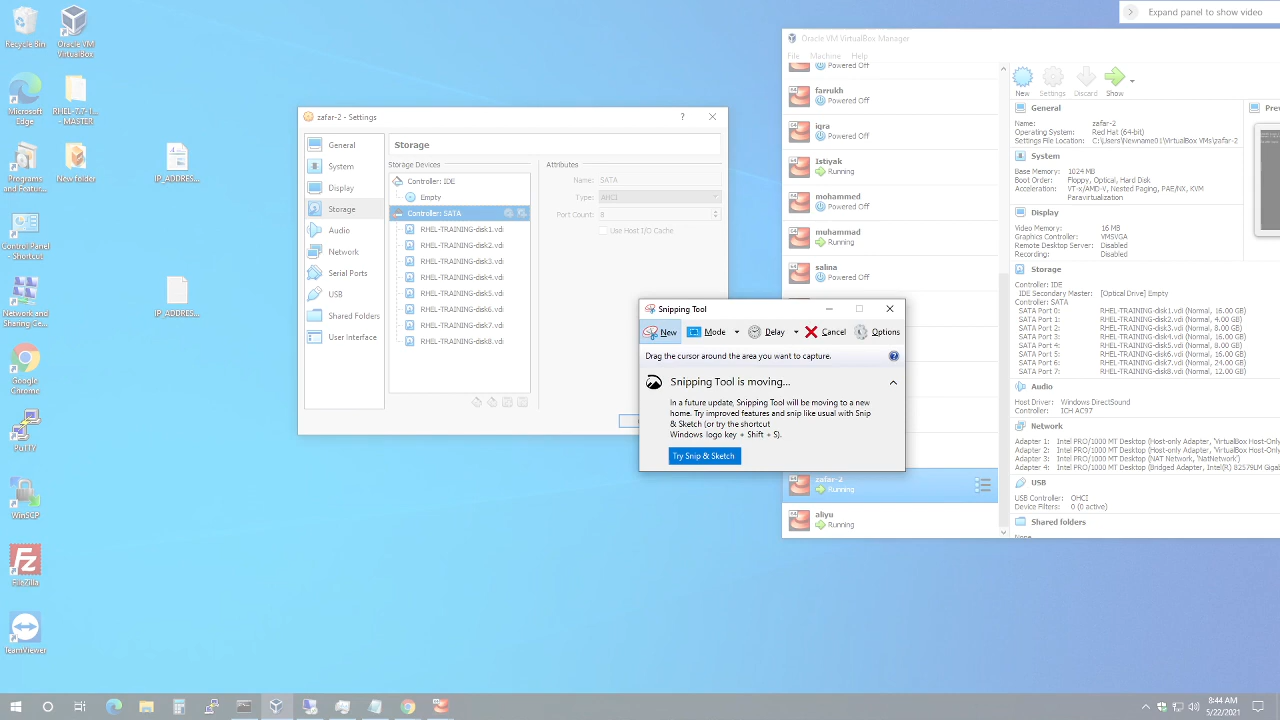 Expand panel to show video
Recycle Bin
Oracle VM
VirtualBox
Microsoft
Edge
RHEL-7.7-1...
- MASTER
Programs
and Featur...
New folder
IP_ADDRES...
Control Panel
- Shortcut
Network and
Sharing Ce...
IP_ADDRES...
Google
Chrome
PuTTY
WinSCP
FileZilla
TeamViewer
zafar-2 - Settings
?
General
System
Display
Storage
Audio
Network
Serial Ports
USB
Shared Folders
User Interface
Storage
Storage Devices
Controller: IDE
Empty
Controller: SATA
RHEL-TRAINING-disk1.vdi
RHEL-TRAINING-disk2.vdi
RHEL-TRAINING-disk3.vdi
RHEL-TRAINING-disk4.vdi
RHEL-TRAINING-disk5.vdi
RHEL-TRAINING-disk6.vdi
RHEL-TRAINING-disk7.vdi
RHEL-TRAINING-disk8.vdi
Attributes
Name: SATA
Type: AHCI
Port Count: 8
Use Host I/O Cache
Snipping Tool
New
Mode
Delay
Cancel
Options
Drag the cursor around the area you want to capture.
Snipping Tool is moving...
In a future update, Snipping Tool will be moving to a new
home. Try improved features and snip like usual with Snip
& Sketch (or try the shortcut
Windows logo key + Shift + S).
Try Snip & Sketch
Oracle VM VirtualBox Manager
File Machine Help
Powered Off
farrukh
Powered Off
iqra
Powered Off
Istiyak
Running
mohammed
Powered Off
muhammad
Running
salina
Powered Off
zafar-2
Running
aliyu
Running
New
Settings
Discard
Show
General
Name: zafar-2
Operating System: Red Hat (64-bit)
Settings File Location: C:\Users\Newname01\VirtualBox VMs\zafar-2
Prev
System
Base Memory: 1024 MB
Boot Order: Floppy, Optical, Hard Disk
Acceleration: VT-x/AMD-V, Nested Paging, PAE/NX, KVM
Paravirtualization
Display
Video Memory: 16 MB
Graphics Controller: VMSVGA
Remote Desktop Server: Disabled
Recording: Disabled
Storage
Controller: IDE
IDE Secondary Master: [Optical Drive] Empty
Controller: SATA
SATA Port 0: RHEL-TRAINING-disk1.vdi (Normal, 16.00 GB)
SATA Port 1: RHEL-TRAINING-disk2.vdi (Normal, 4.00 GB)
SATA Port 2: RHEL-TRAINING-disk3.vdi (Normal, 16.00 GB)
SATA Port 3: RHEL-TRAINING-disk4.vdi (Normal, 8.00 GB)
SATA Port 4: RHEL-TRAINING-disk5.vdi (Normal, 8.00 GB)
SATA Port 5: RHEL-TRAINING-disk6.vdi (Normal, 16.00 GB)
SATA Port 6: RHEL-TRAINING-disk7.vdi (Normal, 24.00 GB)
SATA Port 7: RHEL-TRAINING-disk8.vdi (Normal, 12.00 GB)
Audio
Host Driver: Windows DirectSound
Controller: ICH AC97
Network
Adapter 1: Intel PRO/1000 MT Desktop (Host-only Adapter, 'VirtualBox Host-Only
Adapter 2: Intel PRO/1000 MT Desktop (Host-only Adapter, 'VirtualBox Host-Only
Adapter 3: Intel PRO/1000 MT Desktop (NAT Network, 'NatNetwork')
Adapter 4: Intel PRO/1000 MT Desktop (Bridged Adapter, Intel(R) 82579LM Gigab
USB
USB Controller: OHCI
Device Filters: 0 (0 active)
Shared folders
None
8:44 AM
5/22/2021